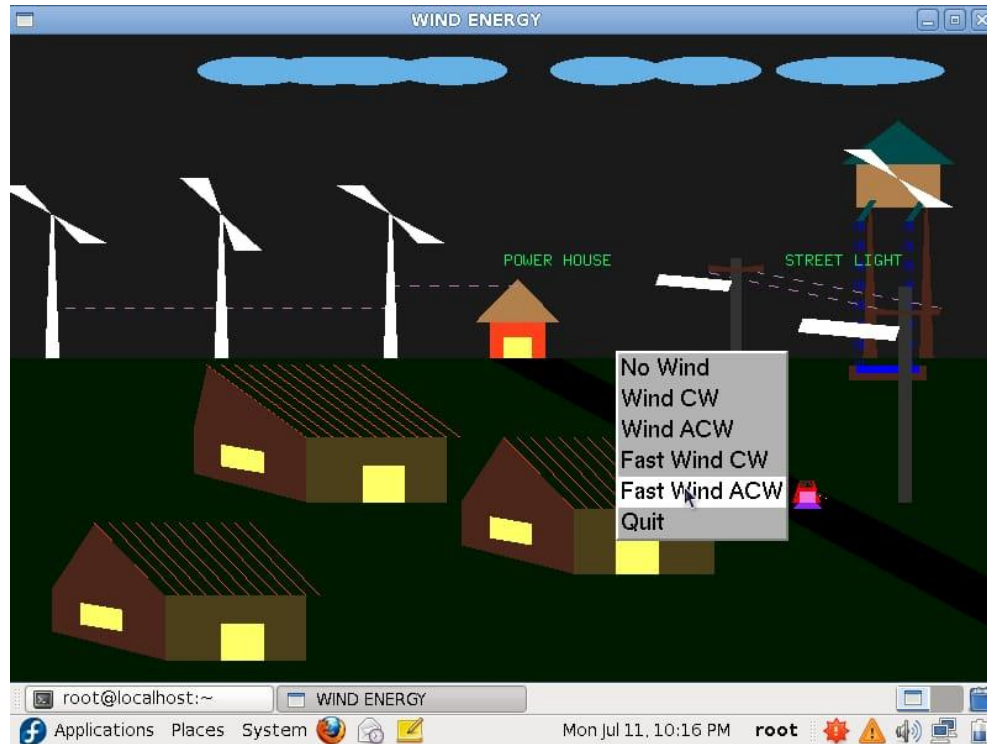 WIND ENERGY
POWER HOUSE
STREET LIGHT
No Wind
Wind CW
Wind ACW
Fast Wind CW
Fast Wind ACW
Quit
root@localhost:~
WIND ENERGY
Applications Places System
Mon Jul 11, 10:16 PM root